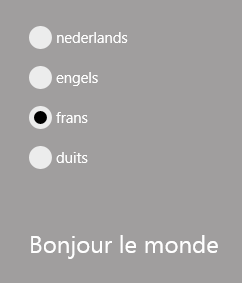 nederlands
engels
frans
duits
Bonjour le monde